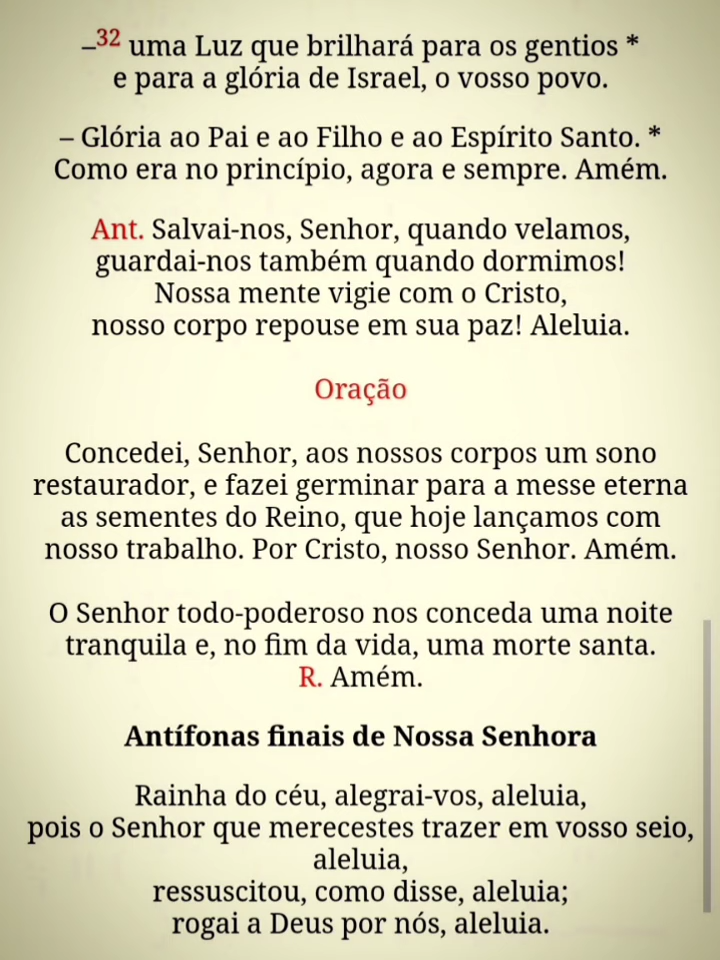 –32 uma Luz que brilhará para os gentios *
e para a glória de Israel, o vosso povo.
– Glória ao Pai e ao Filho e ao Espírito Santo. *
Como era no princípio, agora e sempre. Amém.
Ant. Salvai-nos, Senhor, quando velamos,
guardai-nos também quando dormimos!
Nossa mente vigie com o Cristo,
nosso corpo repouse em sua paz! Aleluia.
Oração
Concedei, Senhor, aos nossos corpos um sono
restaurador, e fazei germinar para a messe eterna
as sementes do Reino, que hoje lançamos com
nosso trabalho. Por Cristo, nosso Senhor. Amém.
O Senhor todo-poderoso nos conceda uma noite
tranquila e, no fim da vida, uma morte santa.
R. Amém.
Antífonas finais de Nossa Senhora
Rainha do céu, alegrai-vos, aleluia,
pois o Senhor que merecestes trazer em vosso seio,
aleluia,
ressuscitou, como disse, aleluia;
rogai a Deus por nós, aleluia.